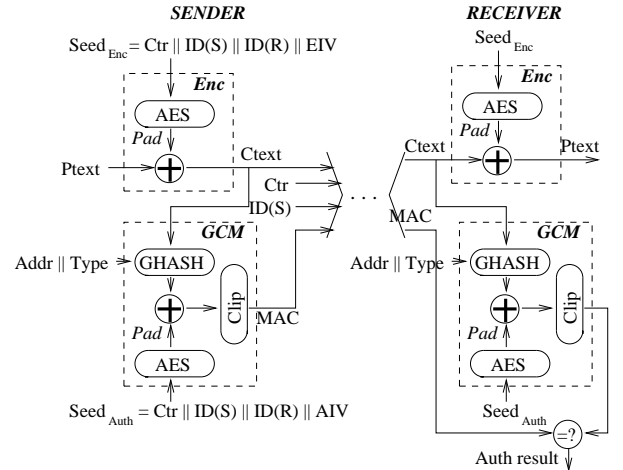 SENDER
RECEIVER
Seed Enc = Ctr || ID(S) || ID(R) || EIV
Seed Enc
Enc
Enc
AES
AES
Pad
Pad
Ptext
Ctext
Ctext
Ptext
Ctr
. . .
ID(S)
MAC
GCM
GCM
Addr || Type
GHASH
Addr || Type
GHASH
Clip
Clip
Pad
MAC
Pad
AES
AES
Seed Auth = Ctr || ID(S) || ID(R) || AIV
Seed Auth
=?
Auth result